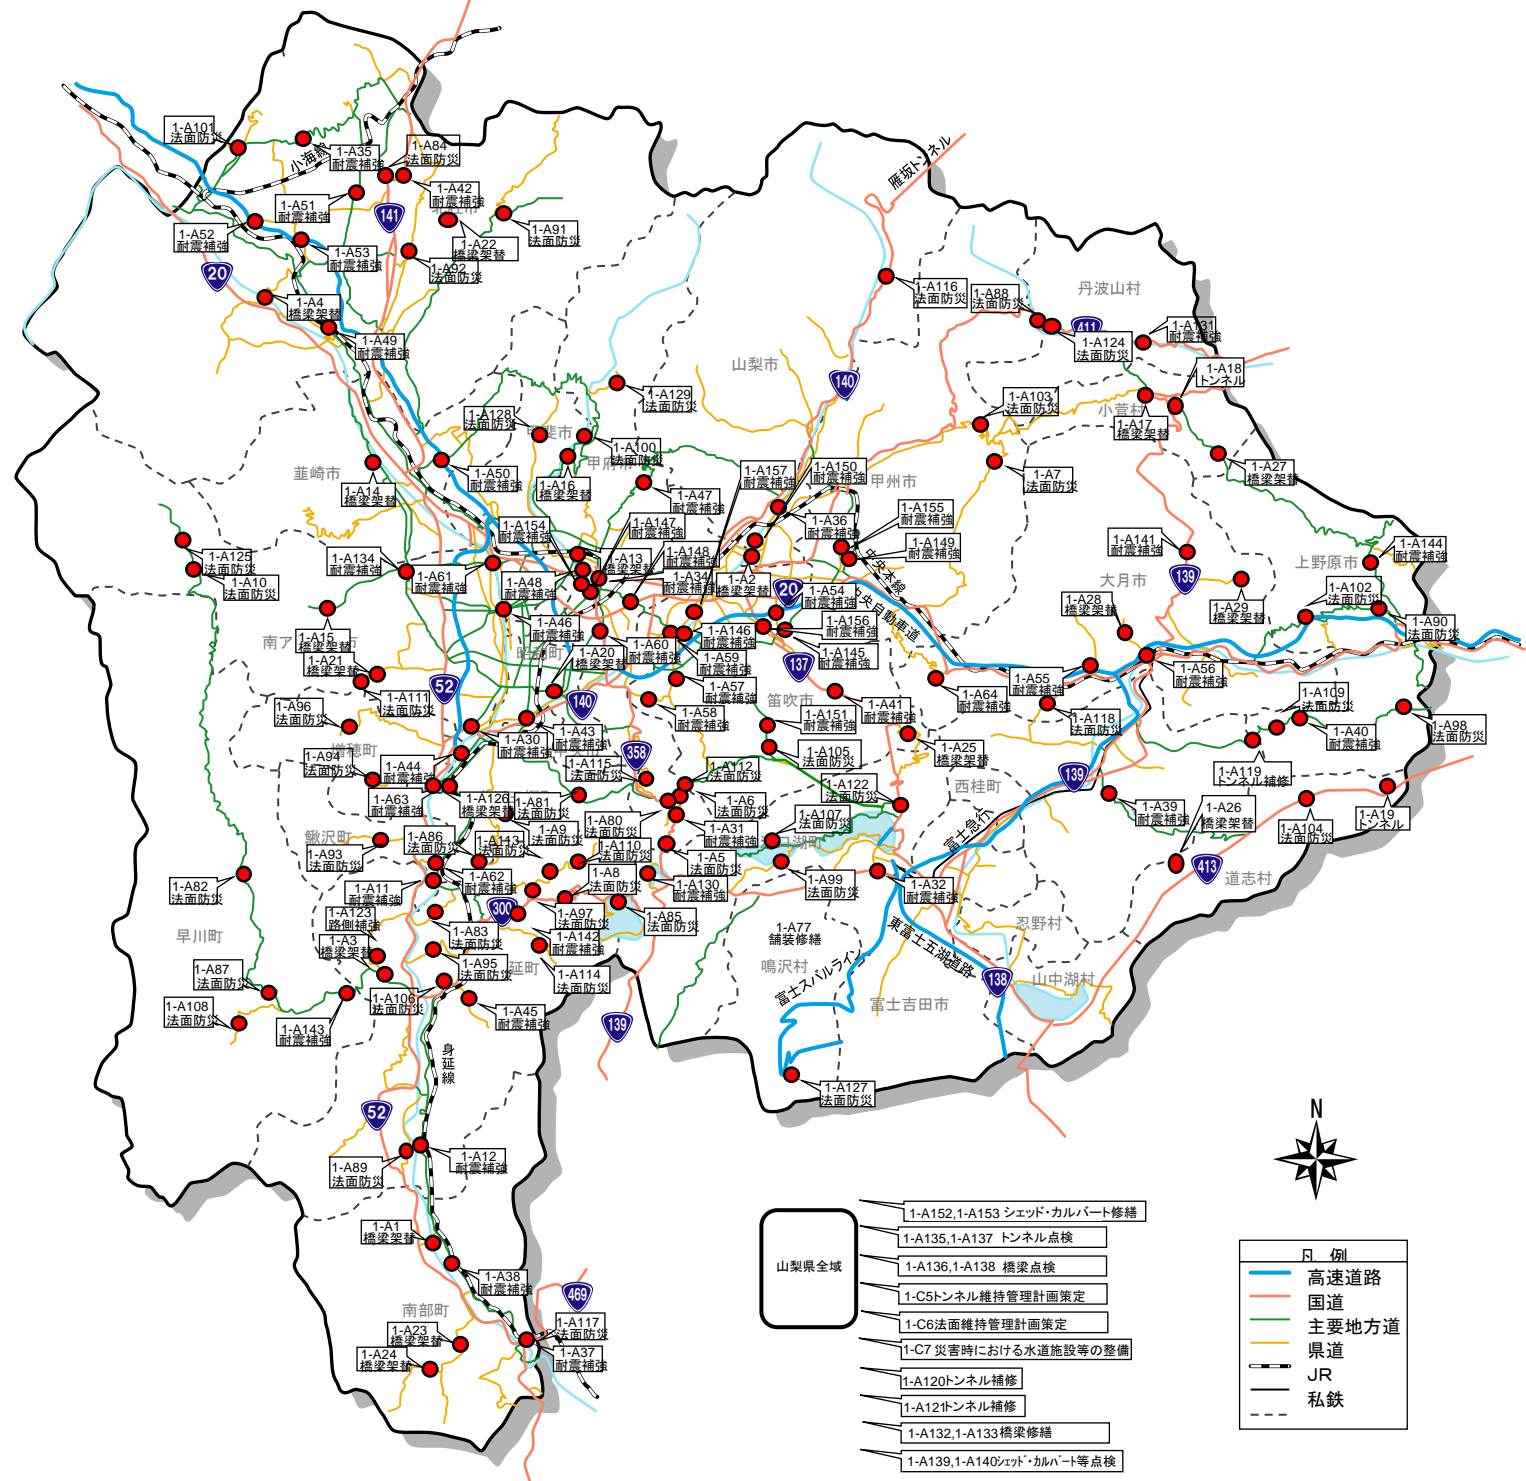 1-A101
法面防災
小海線
1-A35
耐震補強
1-A84
法面防災
1-A42
耐震補強
1-A51
耐震補強
1-A52
耐震補強
141
1-A53
耐震補強
1-A22
橋梁架替
1-A91
法面防災
1-A92
法面防災
20
1-A4
橋梁架替
1-A49
耐震補強
雁坂トンネル
1-A116
法面防災
1-A88
法面防災
丹波山村
411
1-A124
法面防災
1-A131
耐震補強
1-A18
トンネル
山梨市
140
1-A129
法面防災
1-A128
法面防災
1-A103
法面防災
小菅村
1-A17
橋梁架替
1-A100
法面防災
韮崎市
1-A14
橋梁架替
1-A50
耐震補強
1-A16
橋梁架替
1-A47
耐震補強
1-A157
耐震補強
1-A150
耐震補強
甲州市
1-A7
法面防災
1-A27
橋梁架替
1-A154
耐震補強
1-A147
耐震補強
1-A36
耐震補強
1-A155
耐震補強
1-A149
耐震補強
1-A125
法面防災
1-A10
法面防災
1-A134
耐震補強
1-A61
耐震補強
1-A48
耐震補強
1-A13
橋梁架替
1-A148
耐震補強
1-A34
耐震補強
1-A2
橋梁架替
20
中央本線
中央自動車道
1-A141
耐震補強
大月市
139
上野原市
1-A144
耐震補強
1-A102
法面防災
1-A28
橋梁架替
1-A29
橋梁架替
1-A90
法面防災
1-A15
橋梁架替
1-A46
耐震補強
1-A54
耐震補強
1-A156
耐震補強
1-A146
耐震補強
1-A145
耐震補強
1-A60
耐震補強
1-A59
耐震補強
1-A20
橋梁架替
1-A21
橋梁架替
1-A111
法面防災
52
140
137
笛吹市
1-A57
耐震補強
1-A58
耐震補強
1-A41
耐震補強
1-A64
耐震補強
1-A55
耐震補強
1-A56
耐震補強
1-A118
法面防災
1-A109
法面防災
1-A40
耐震補強
1-A98
法面防災
1-A96
法面防災
1-A30
耐震補強
1-A43
耐震補強
358
1-A151
耐震補強
1-A105
法面防災
1-A25
橋梁架替
1-A119
トンネル補修
増穂町
1-A94
法面防災
1-A44
耐震補強
1-A63
耐震補強
1-A126
橋梁架替
1-A115
法面防災
1-A112
法面防災
1-A81
法面防災
1-A80
法面防災
1-A6
法面防災
1-A31
耐震補強
1-A122
法面防災
西桂町
139
1-A39
耐震補強
1-A26
橋梁架替
1-A104
法面防災
1-A19
トンネル
鰍沢町
1-A93
法面防災
1-A86
法面防災
1-A113
法面防災
1-A9
法面防災
1-A110
法面防災
1-A5
法面防災
1-A107
法面防災
富士急行
413
道志村
1-A82
法面防災
1-A11
耐震補強
1-A62
耐震補強
1-A8
法面防災
1-A130
耐震補強
1-A99
法面防災
1-A32
耐震補強
1-A123
路側補強
1-A3
橋梁架替
300
1-A97
法面防災
1-A85
法面防災
早川町
1-A83
法面防災
1-A142
耐震補強
1-A77
舗装修繕
鳴沢村
東富士五湖道路
富士スバルライン
忍野村
1-A87
法面防災
1-A95
法面防災
1-A114
法面防災
138
山中湖村
富士吉田市
1-A108
法面防災
1-A143
耐震補強
1-A106
法面防災
1-A45
耐震補強
139
身延線
52
1-A127
法面防災
N
1-A89
法面防災
1-A12
耐震補強
1-A1
橋梁架替
1-A38
耐震補強
469
南部町
1-A23
橋梁架替
1-A24
橋梁架替
1-A117
法面防災
1-A37
耐震補強
山梨県全域
1-A152,1-A153 シェッド・カルバート修繕
1-A135,1-A137 トンネル点検
1-A136,1-A138 橋梁点検
1-C5トンネル維持管理計画策定
1-C6法面維持管理計画策定
1-C7 災害時における水道施設等の整備
1-A120トンネル補修
1-A121トンネル補修
1-A132,1-A133橋梁修繕
1-A139,1-A140シェッド・カルバート等点検
凡 例
高速道路
国道
主要地方道
県道
JR
私鉄